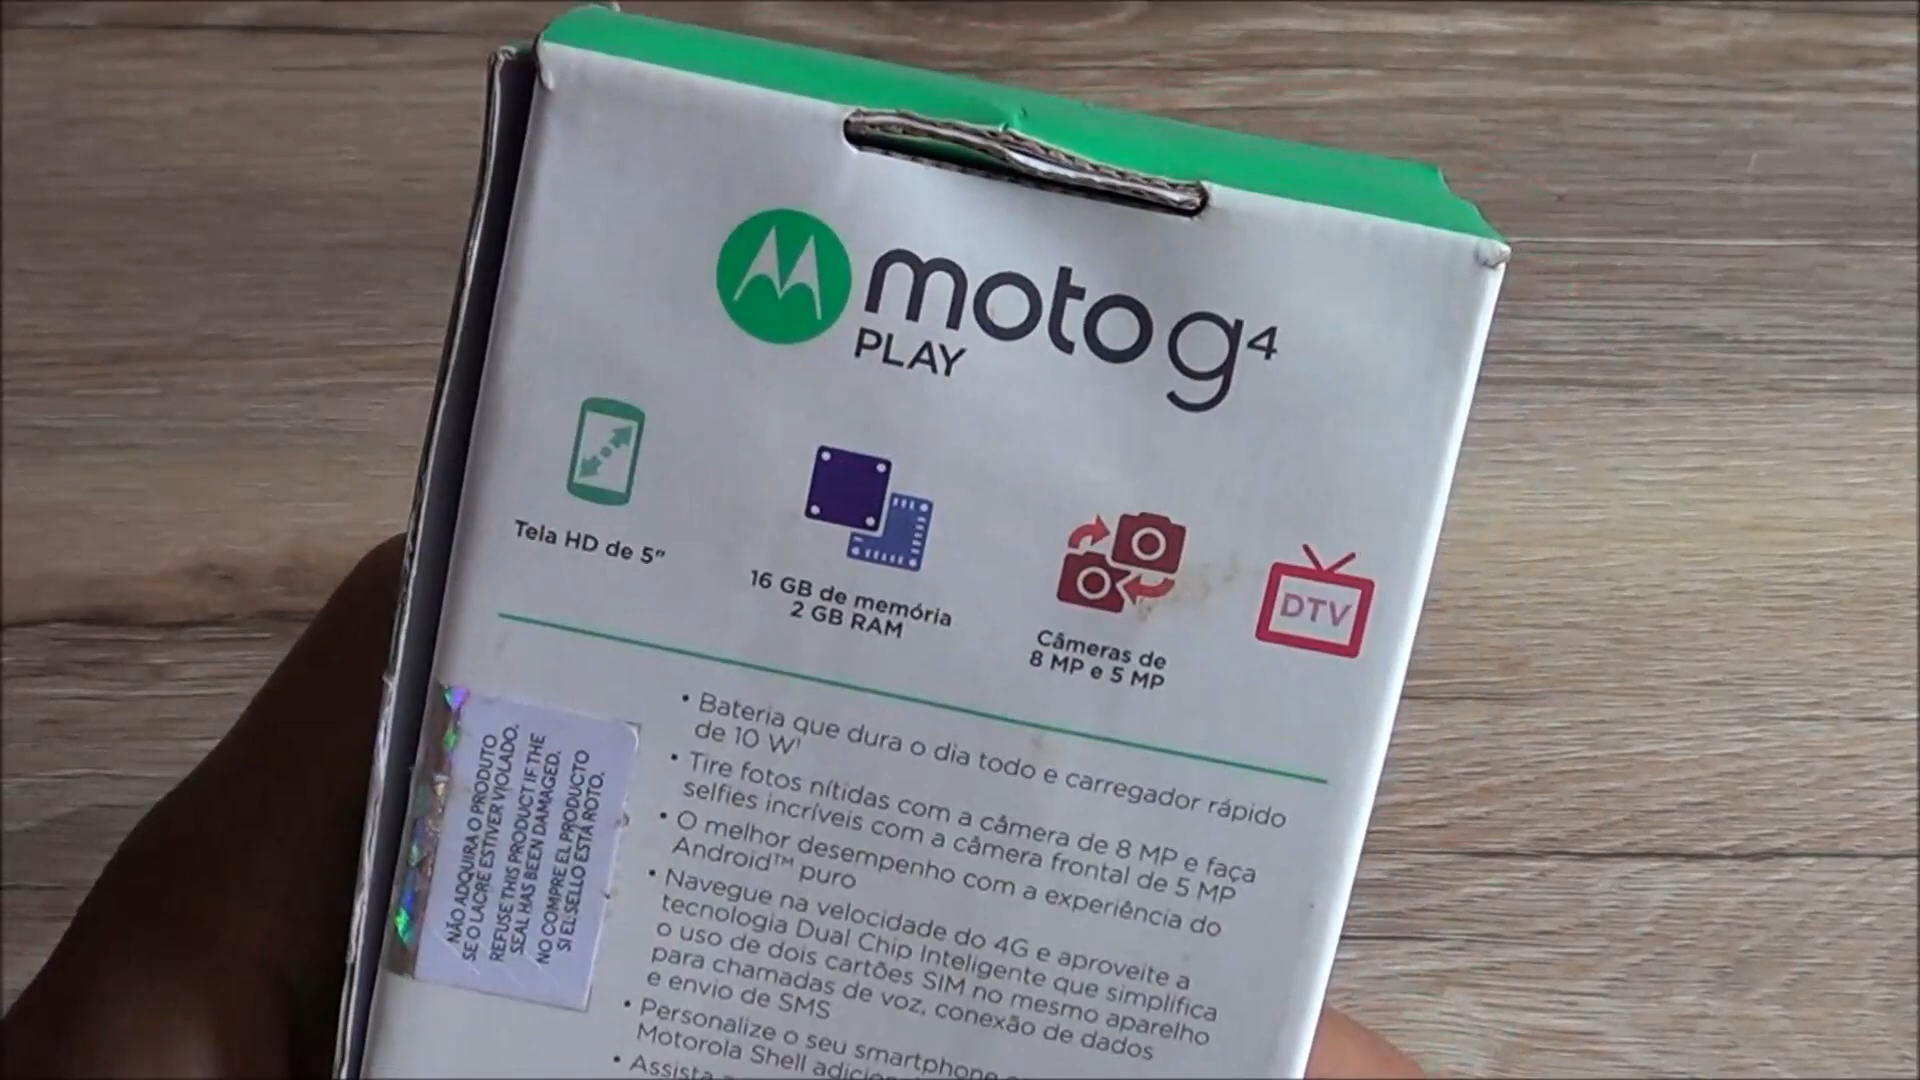 moto g⁴
PLAY
Tela HD de 5"
16 GB de memória
2 GB RAM
Câmeras de
8 MP e 5 MP
DTV
• Bateria que dura o dia todo e carregador rápido
de 10 W¹
• Tire fotos nítidas com a câmera de 8 MP e faça
selfies incríveis com a câmera frontal de 5 MP
• O melhor desempenho com a experiência do
Android™ puro
• Navegue na velocidade do 4G e aproveite a
tecnologia Dual Chip Inteligente que simplifica
o uso de dois cartões SIM no mesmo aparelho
para chamadas de voz, conexão de dados
e envio de SMS
• Personalize o seu smartphone
Motorola Shell
• Assista
NÃO ADQUIRA O PRODUTO
SE O LACRE ESTIVER VIOLADO.
REFUSE THIS PRODUCT IF THE
SEAL HAS BEEN DAMAGED.
NO COMPRE EL PRODUCTO
SI EL SELLO ESTÁ ROTO.